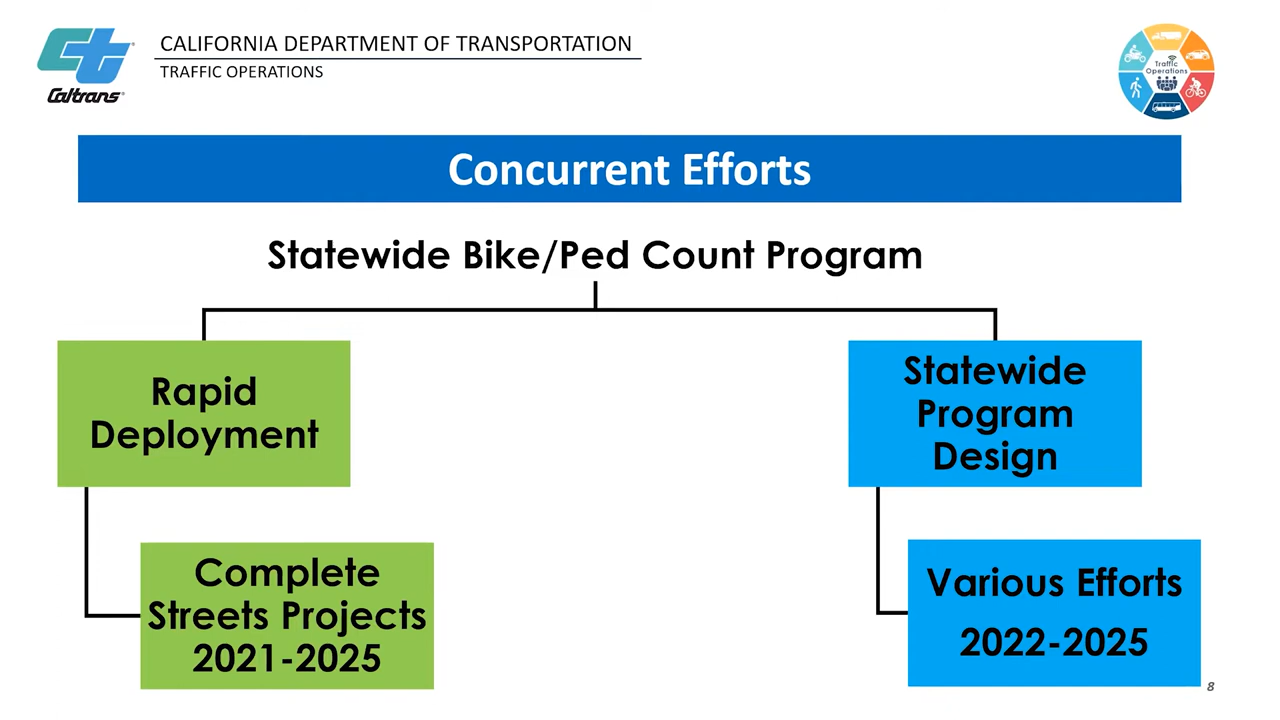 CALIFORNIA DEPARTMENT OF TRANSPORTATION
TRAFFIC OPERATIONS
Caltrans®
Traffic
Operations
Concurrent Efforts
Statewide Bike/Ped Count Program
Rapid
Deployment
Statewide
Program
Design
Complete
Streets Projects
2021-2025
Various Efforts
2022-2025
8